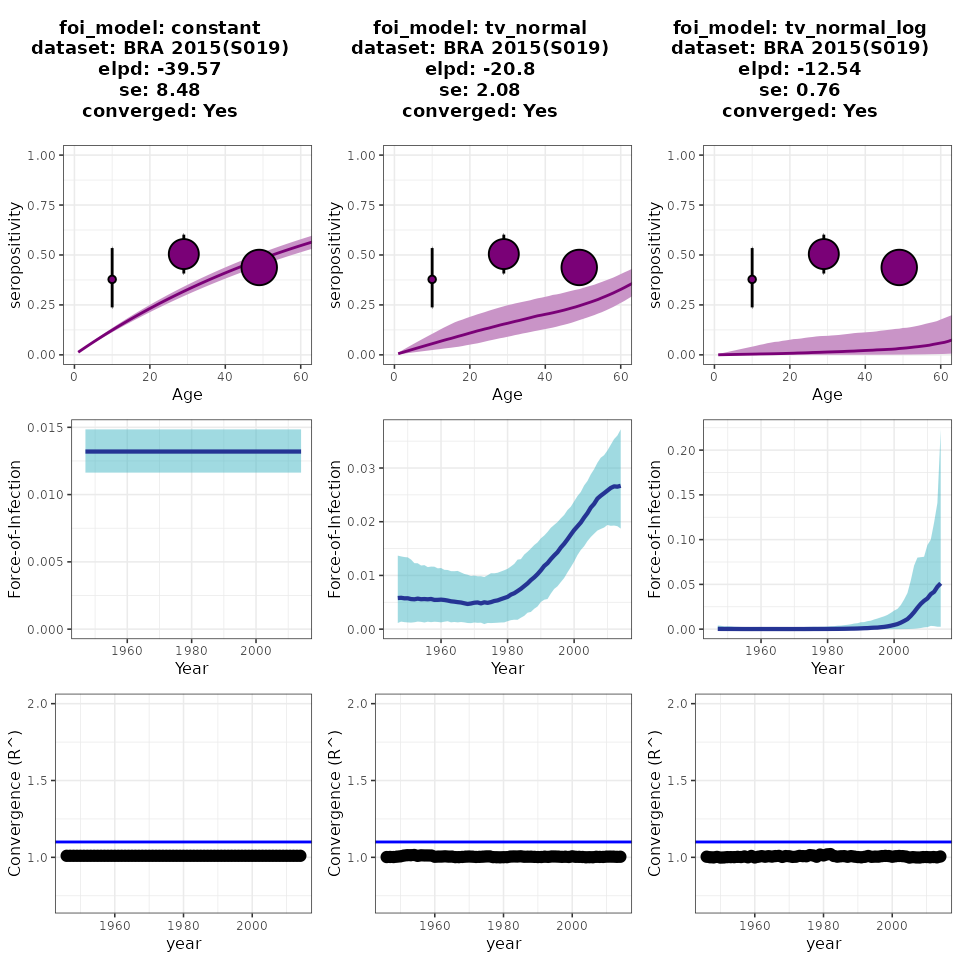 foi_model: constant
dataset: BRA 2015(S019)
elpd: -39.57
se: 8.48
converged: Yes
foi_model: tv_normal
dataset: BRA 2015(S019)
elpd: -20.8
se: 2.08
converged: Yes
foi_model: tv_normal_log
dataset: BRA 2015(S019)
elpd: -12.54
se: 0.76
converged: Yes
seropositivity
1.00
0.75
0.50
0.25
0.00
0 20 40 60
Age
seropositivity
1.00
0.75
0.50
0.25
0.00
0 20 40 60
Age
seropositivity
1.00
0.75
0.50
0.25
0.00
0 20 40 60
Age
Force-of-Infection
0.015
0.010
0.005
0.000
1960 1980 2000
Year
Force-of-Infection
0.03
0.02
0.01
0.00
1960 1980 2000
Year
Force-of-Infection
0.20
0.15
0.10
0.05
0.00
1960 1980 2000
Year
Convergence (R^)
2.0
1.5
1.0
1960 1980 2000
year
Convergence (R^)
2.0
1.5
1.0
1960 1980 2000
year
Convergence (R^)
2.0
1.5
1.0
1960 1980 2000
year